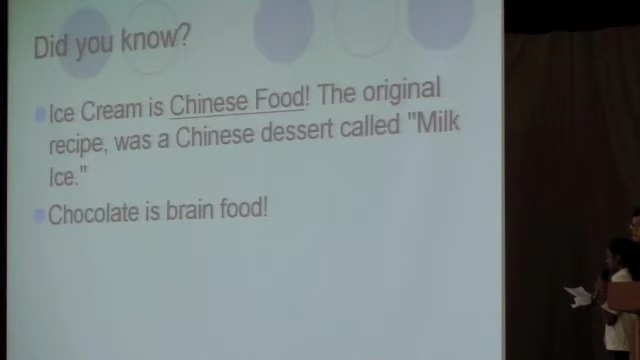 Did you know?
Ice Cream is Chinese Food! The original
recipe, was a Chinese dessert called "Milk
Ice."
Chocolate is brain food!